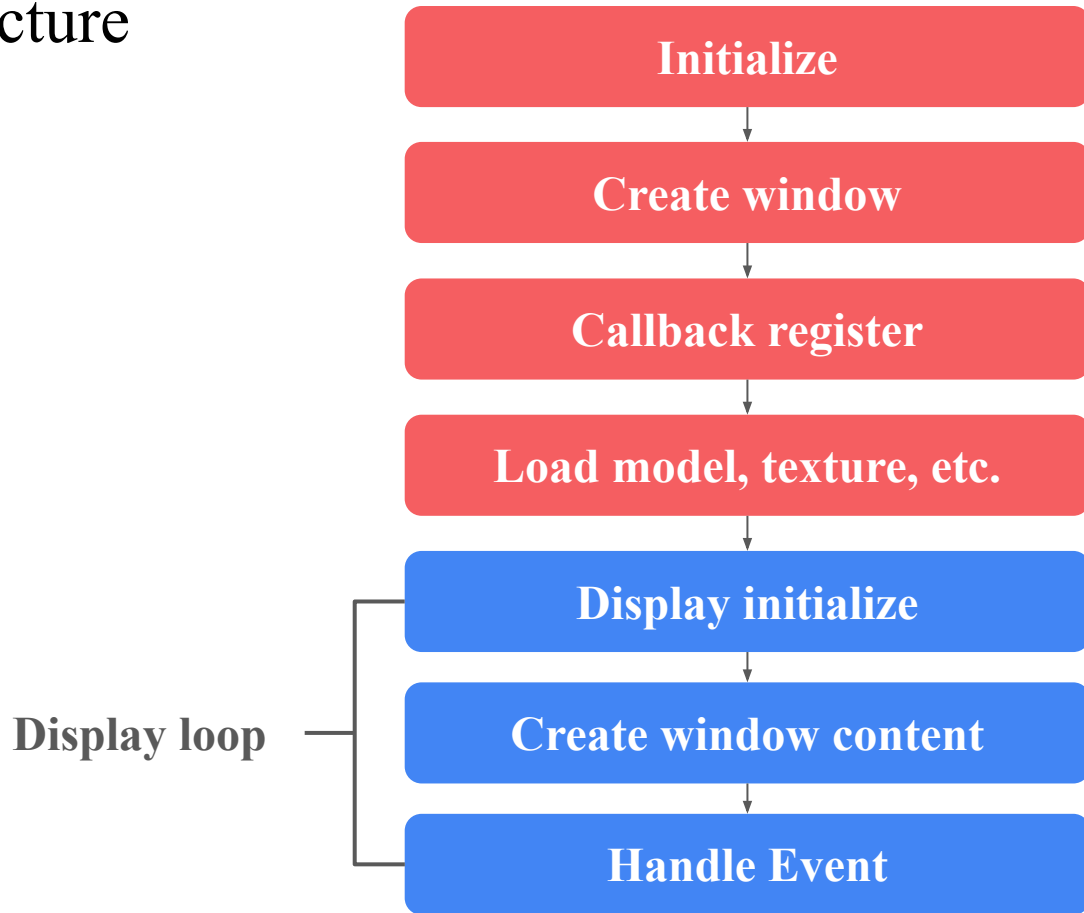 cture
Initialize
Create window
Callback register
Load model, texture, etc.
Display initialize
Display loop
Create window content
Handle Event